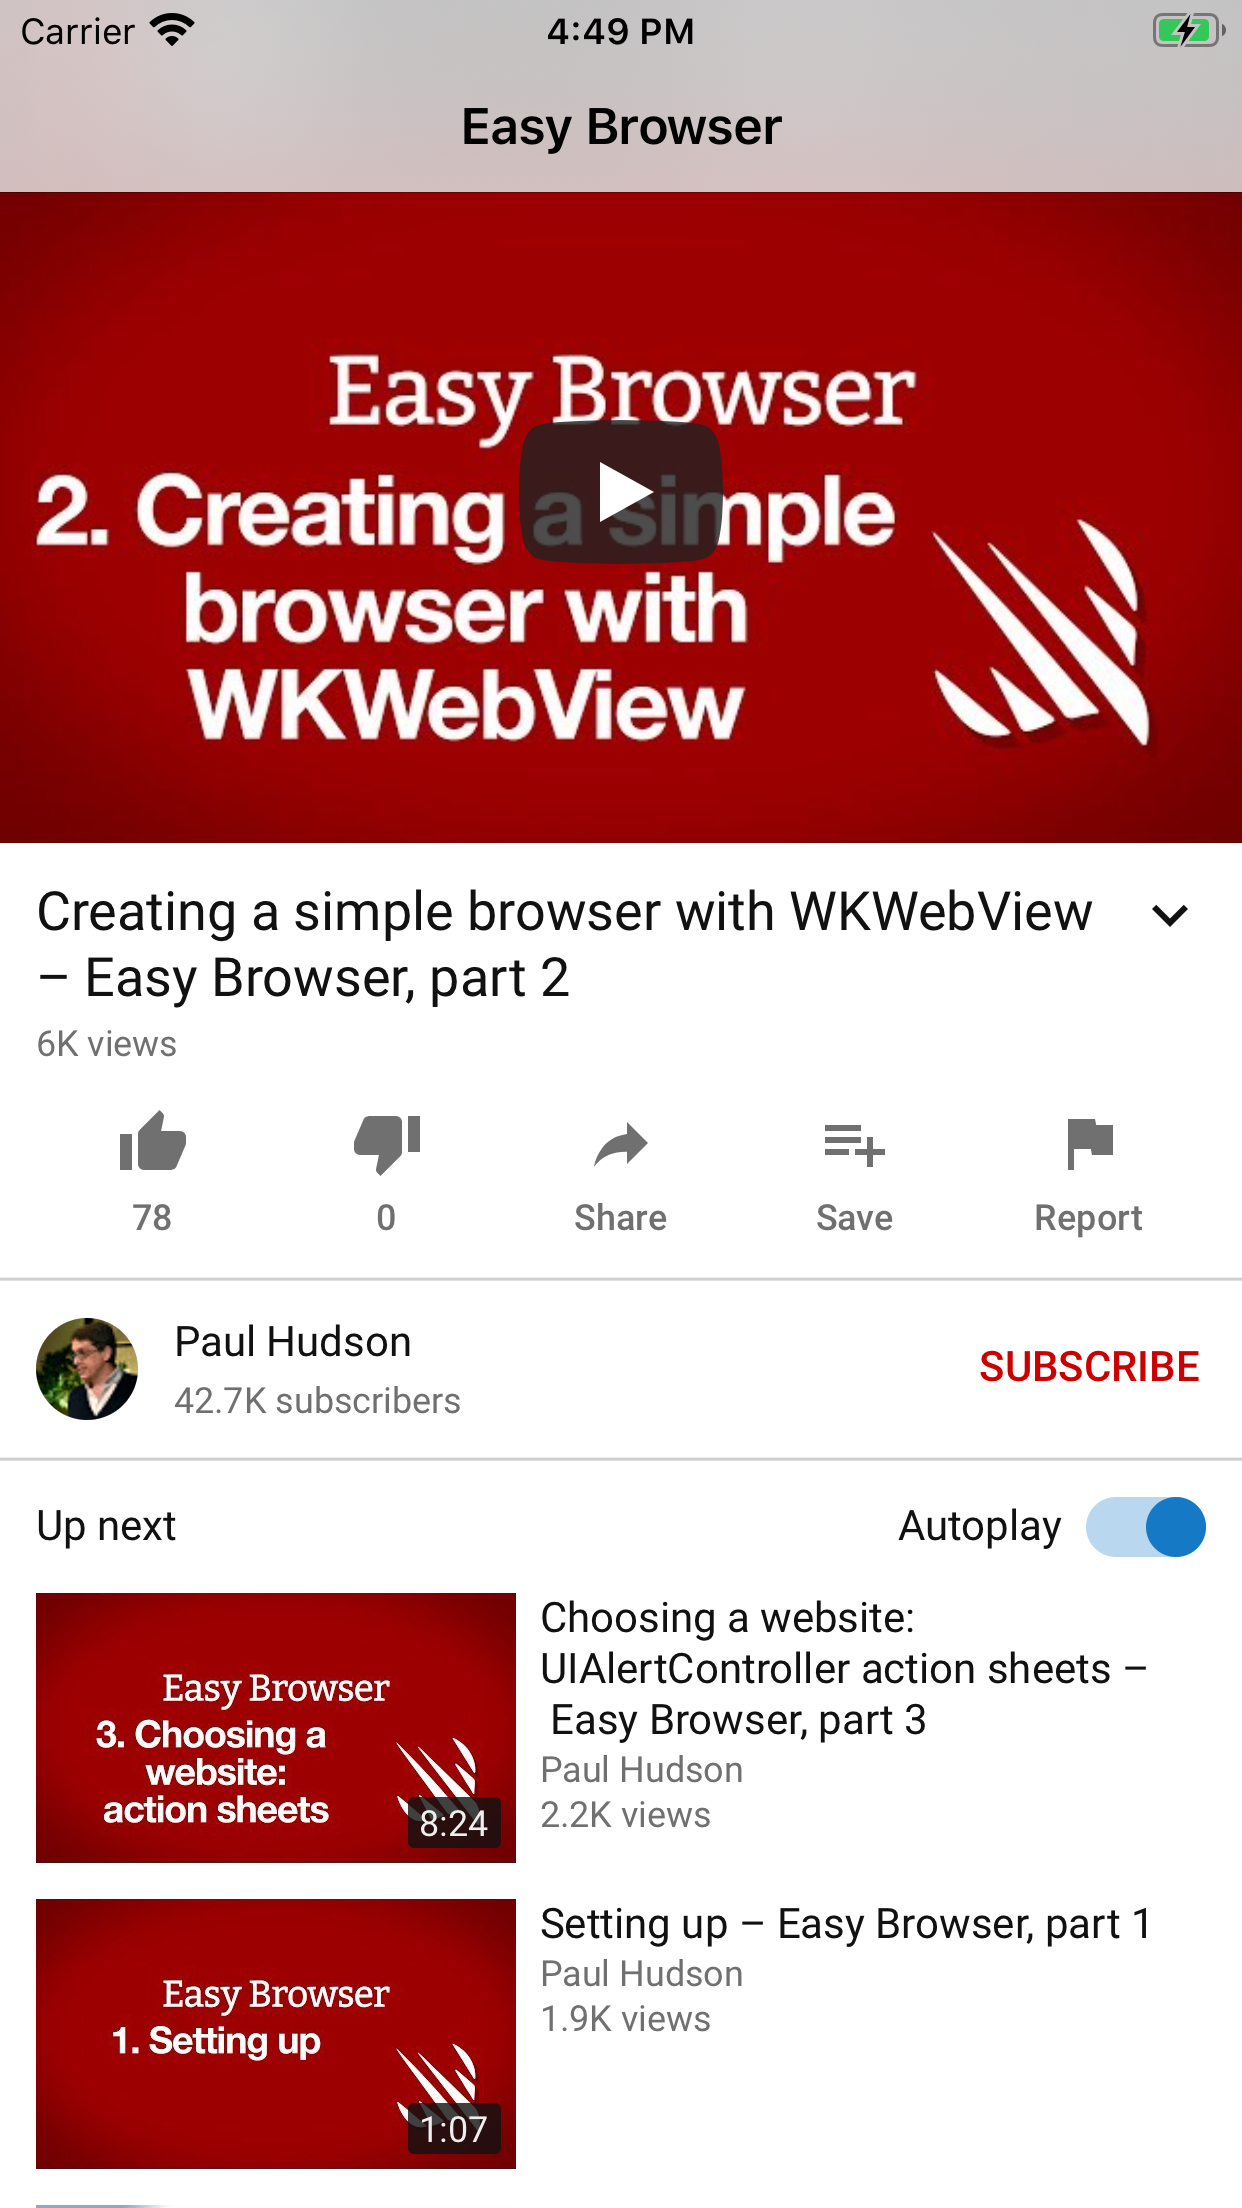 Carrier 4:49 PM
Easy Browser
Easy Browser
2. Creating a simple
browser with
WKWebView
Creating a simple browser with WKWebView
– Easy Browser, part 2
6K views
78 0 Share Save Report
Paul Hudson
42.7K subscribers
SUBSCRIBE
Up next Autoplay
Easy Browser
3. Choosing a
website:
action sheets
8:24
Choosing a website:
UIAlertController action sheets –
Easy Browser, part 3
Paul Hudson
2.2K views
Easy Browser
1. Setting up
1:07
Setting up – Easy Browser, part 1
Paul Hudson
1.9K views